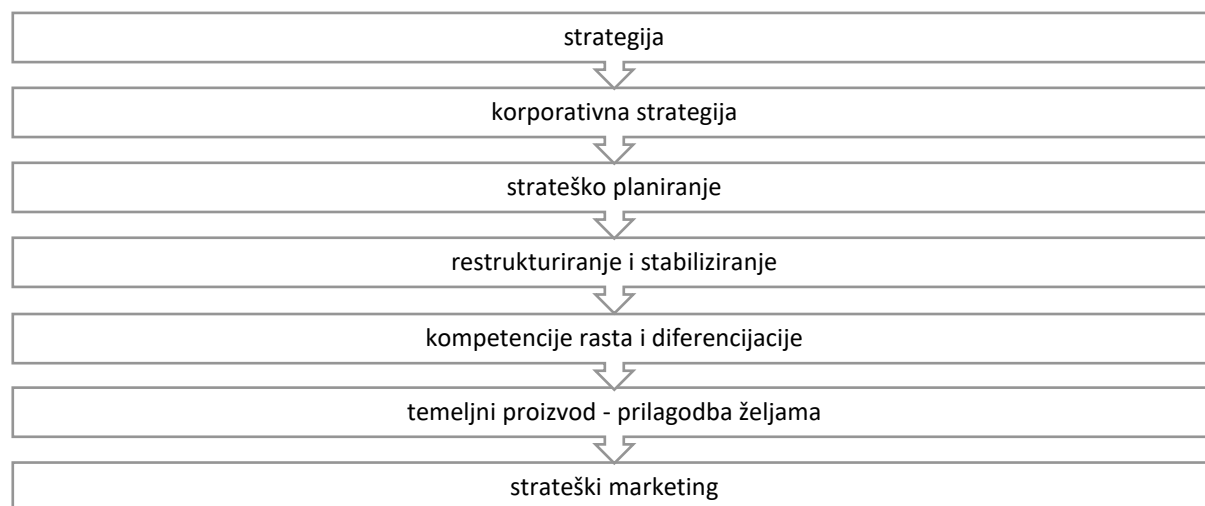 strategija
korporativna strategija
strateško planiranje
restrukturiranje i stabiliziranje
kompetencije rasta i diferencijacije
temeljni proizvod - prilagodba željama
strateški marketing